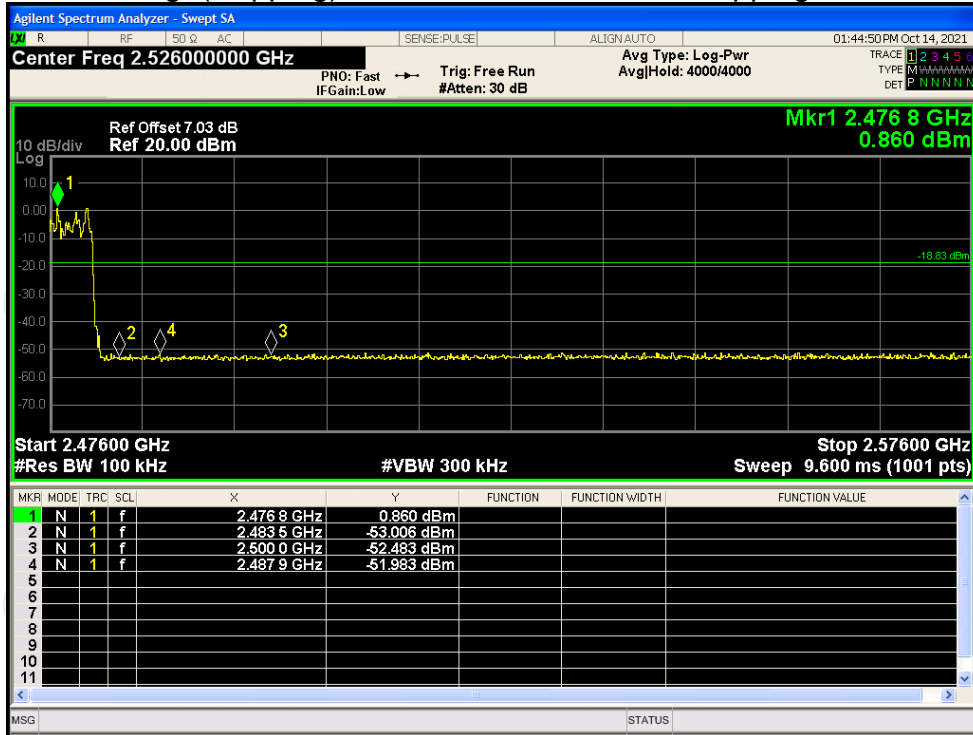 Agilent Spectrum Analyzer - Swept SA
LXI R RF 50 Ω AC SENSE:PULSE ALIGN AUTO 01:44:50 PM Oct 14, 2021
Center Freq 2.526000000 GHz
PNO: Fast Trig: Free Run
IFGain:Low #Atten: 30 dB
Avg Type: Log-Pwr
Avg|Hold: 4000/4000
TRACE 1 2 3 4 5 6
TYPE M
DET P N N N N N
Mkr1 2.476 8 GHz
0.860 dBm
Ref Offset 7.03 dB
10 dB/div Ref 20.00 dBm
Log
10.0
0.00
-10.0
-20.0
-30.0
-40.0
-50.0
-60.0
-70.0
1
-18.83 dBm
2
4
3
Start 2.47600 GHz Stop 2.57600 GHz
#Res BW 100 kHz #VBW 300 kHz Sweep 9.600 ms (1001 pts)
MKR MODE TRC SCL X Y FUNCTION FUNCTION WIDTH FUNCTION VALUE
1 N 1 f 2.476 8 GHz 0.860 dBm
2 N 1 f 2.483 5 GHz -53.006 dBm
3 N 1 f 2.500 0 GHz -52.483 dBm
4 N 1 f 2.487 9 GHz -51.983 dBm
5
6
7
8
9
10
11
MSG STATUS